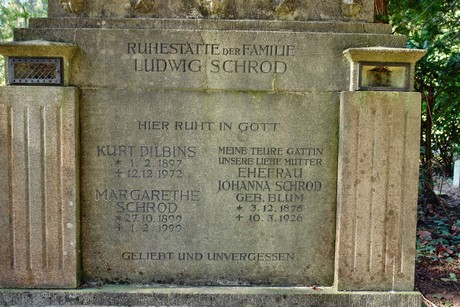 RUHESTÄTTE DER FAMILIE
LUDWIG SCHROD
HIER RUHT IN GOTT
KURT DILBINS
* 1. 2. 1897
+ 12.12.1972
MARGARETHE
SCHROD
* 27.10.1899
+ 1. 2. 1990
MEINE TEURE GATTIN
UNSERE LIEBE MUTTER
EHEFRAU
JOHANNA SCHROD
GEB. BLUM
* 3.12.1876
+ 10.3.1926
GELIEBT UND UNVERGESSEN